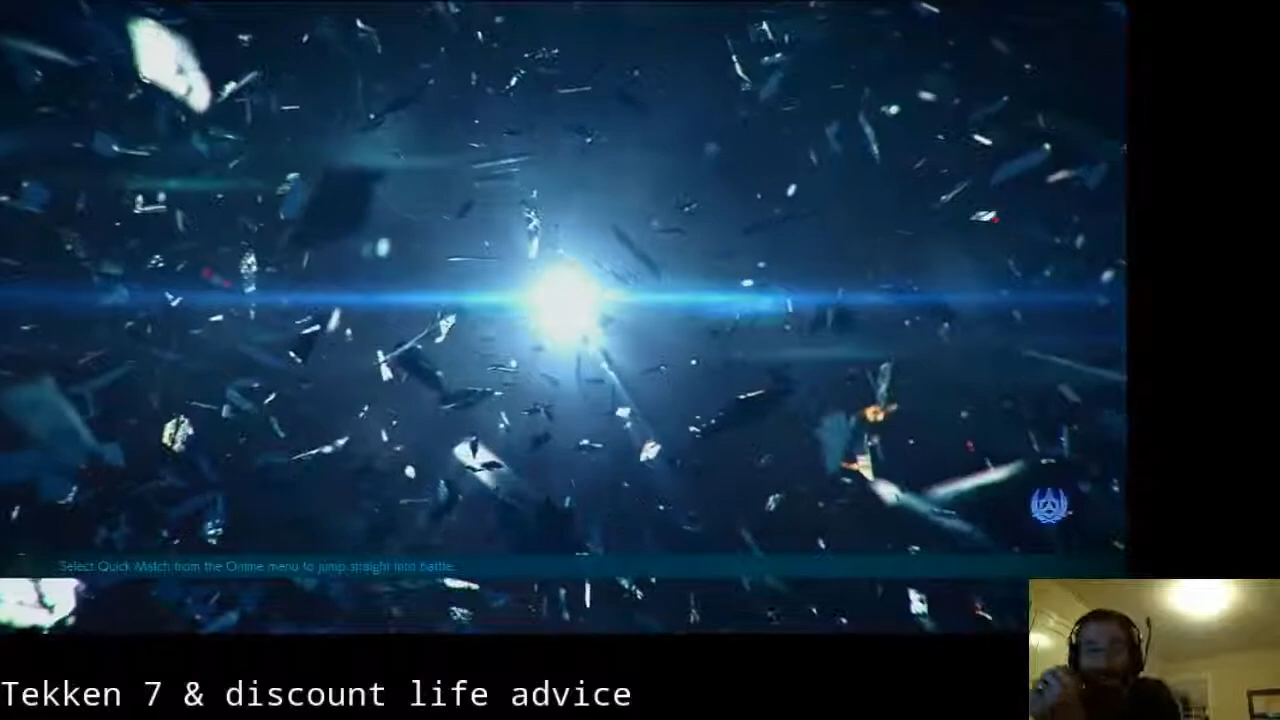 Select Quick Match from the Online menu to jump straight into battle.
Tekken 7 & discount life advice